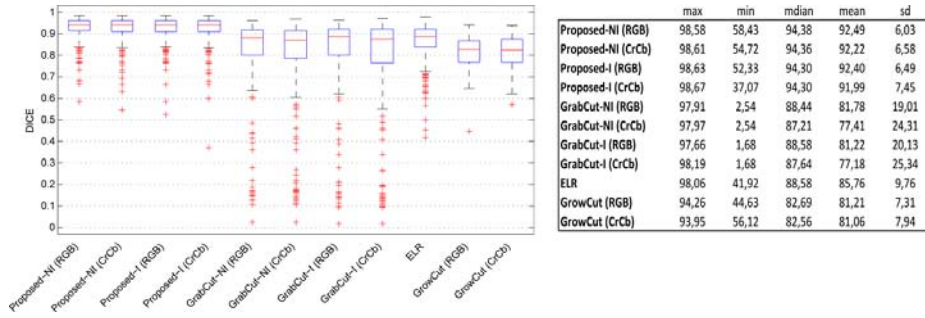 DICE
1
0.9
0.8
0.7
0.6
0.5
0.4
0.3
0.2
0.1
0
Proposed-NI (RGB)
Proposed-NI (CrCb)
Proposed-I (RGB)
Proposed-I (CrCb)
GrabCut-NI (RGB)
GrabCut-NI (CrCb)
GrabCut-I (RGB)
GrabCut-I (CrCb)
ELR
GrowCut (RGB)
GrowCut (CrCb)
max min mdian mean sd
Proposed-NI (RGB) 98,58 58,43 94,38 92,49 6,03
Proposed-NI (CrCb) 98,61 54,72 94,36 92,22 6,58
Proposed-I (RGB) 98,63 52,33 94,30 92,40 6,49
Proposed-I (CrCb) 98,67 37,07 94,30 91,99 7,45
GrabCut-NI (RGB) 97,91 2,54 88,44 81,78 19,01
GrabCut-NI (CrCb) 97,97 2,54 87,21 77,41 24,31
GrabCut-I (RGB) 97,66 1,68 88,58 81,22 20,13
GrabCut-I (CrCb) 98,19 1,68 87,64 77,18 25,34
ELR 98,06 41,92 88,58 85,76 9,76
GrowCut (RGB) 94,26 44,63 82,69 81,21 7,31
GrowCut (CrCb) 93,95 56,12 82,56 81,06 7,94